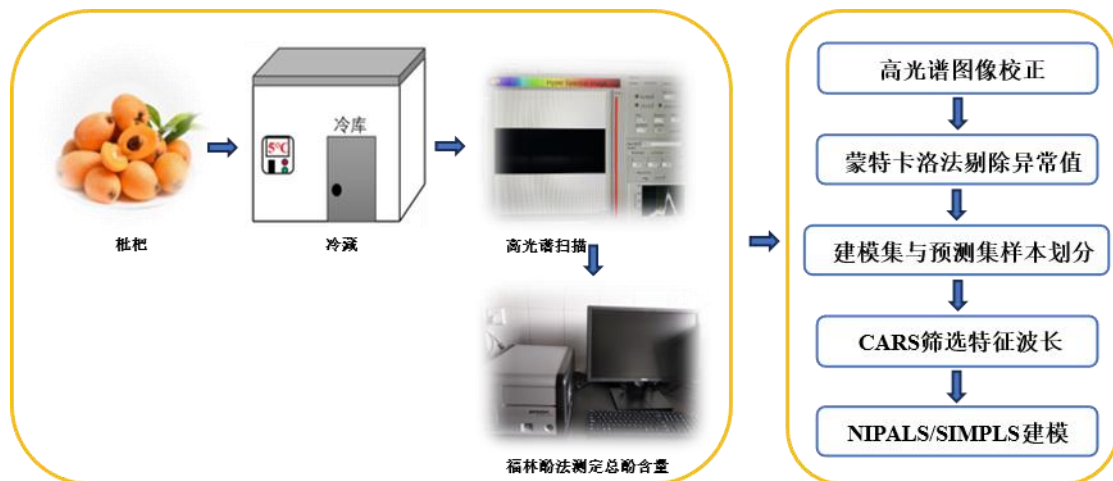 冷库
5°C
枇杷
冷藏
高光谱扫描
福林酚法测定总酚含量
高光谱图像校正
蒙特卡洛法剔除异常值
建模集与预测集样本划分
CARS筛选特征波长
NIPALS/SIMPLS建模